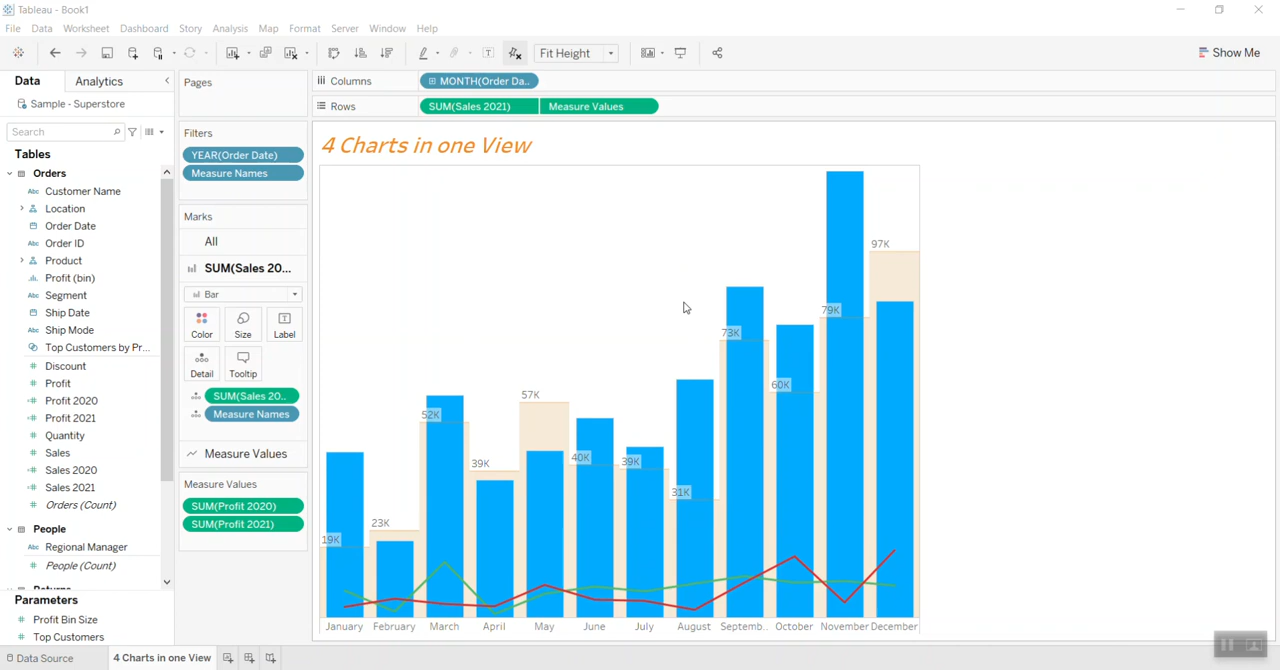 Tableau - Book1
File Data Worksheet Dashboard Story Analysis Map Format Server Window Help
Fit Height
Show Me
Data Analytics
Sample - Superstore
Search
Tables
Orders
Abc Customer Name
Location
Order Date
Abc Order ID
Product
Profit (bin)
Abc Segment
Ship Date
Abc Ship Mode
Top Customers by Pr...
# Discount
# Profit
# Profit 2020
# Profit 2021
# Quantity
# Sales
# Sales 2020
# Sales 2021
# Orders (Count)
People
Abc Regional Manager
# People (Count)
Returns
Parameters
# Profit Bin Size
# Top Customers
Pages
Filters
YEAR(Order Date)
Measure Names
Marks
All
SUM(Sales 20...
Bar
Color Size Label
Detail Tooltip
SUM(Sales 20..
Measure Names
Measure Values
Measure Values
SUM(Profit 2020)
SUM(Profit 2021)
Columns MONTH(Order Da..
Rows SUM(Sales 2021) Measure Values
4 Charts in one View
97K
79K
73K
60K
57K
52K
40K
39K
39K
31K
23K
19K
January February March April May June July August Septemb.. October November December
Data Source 4 Charts in one View